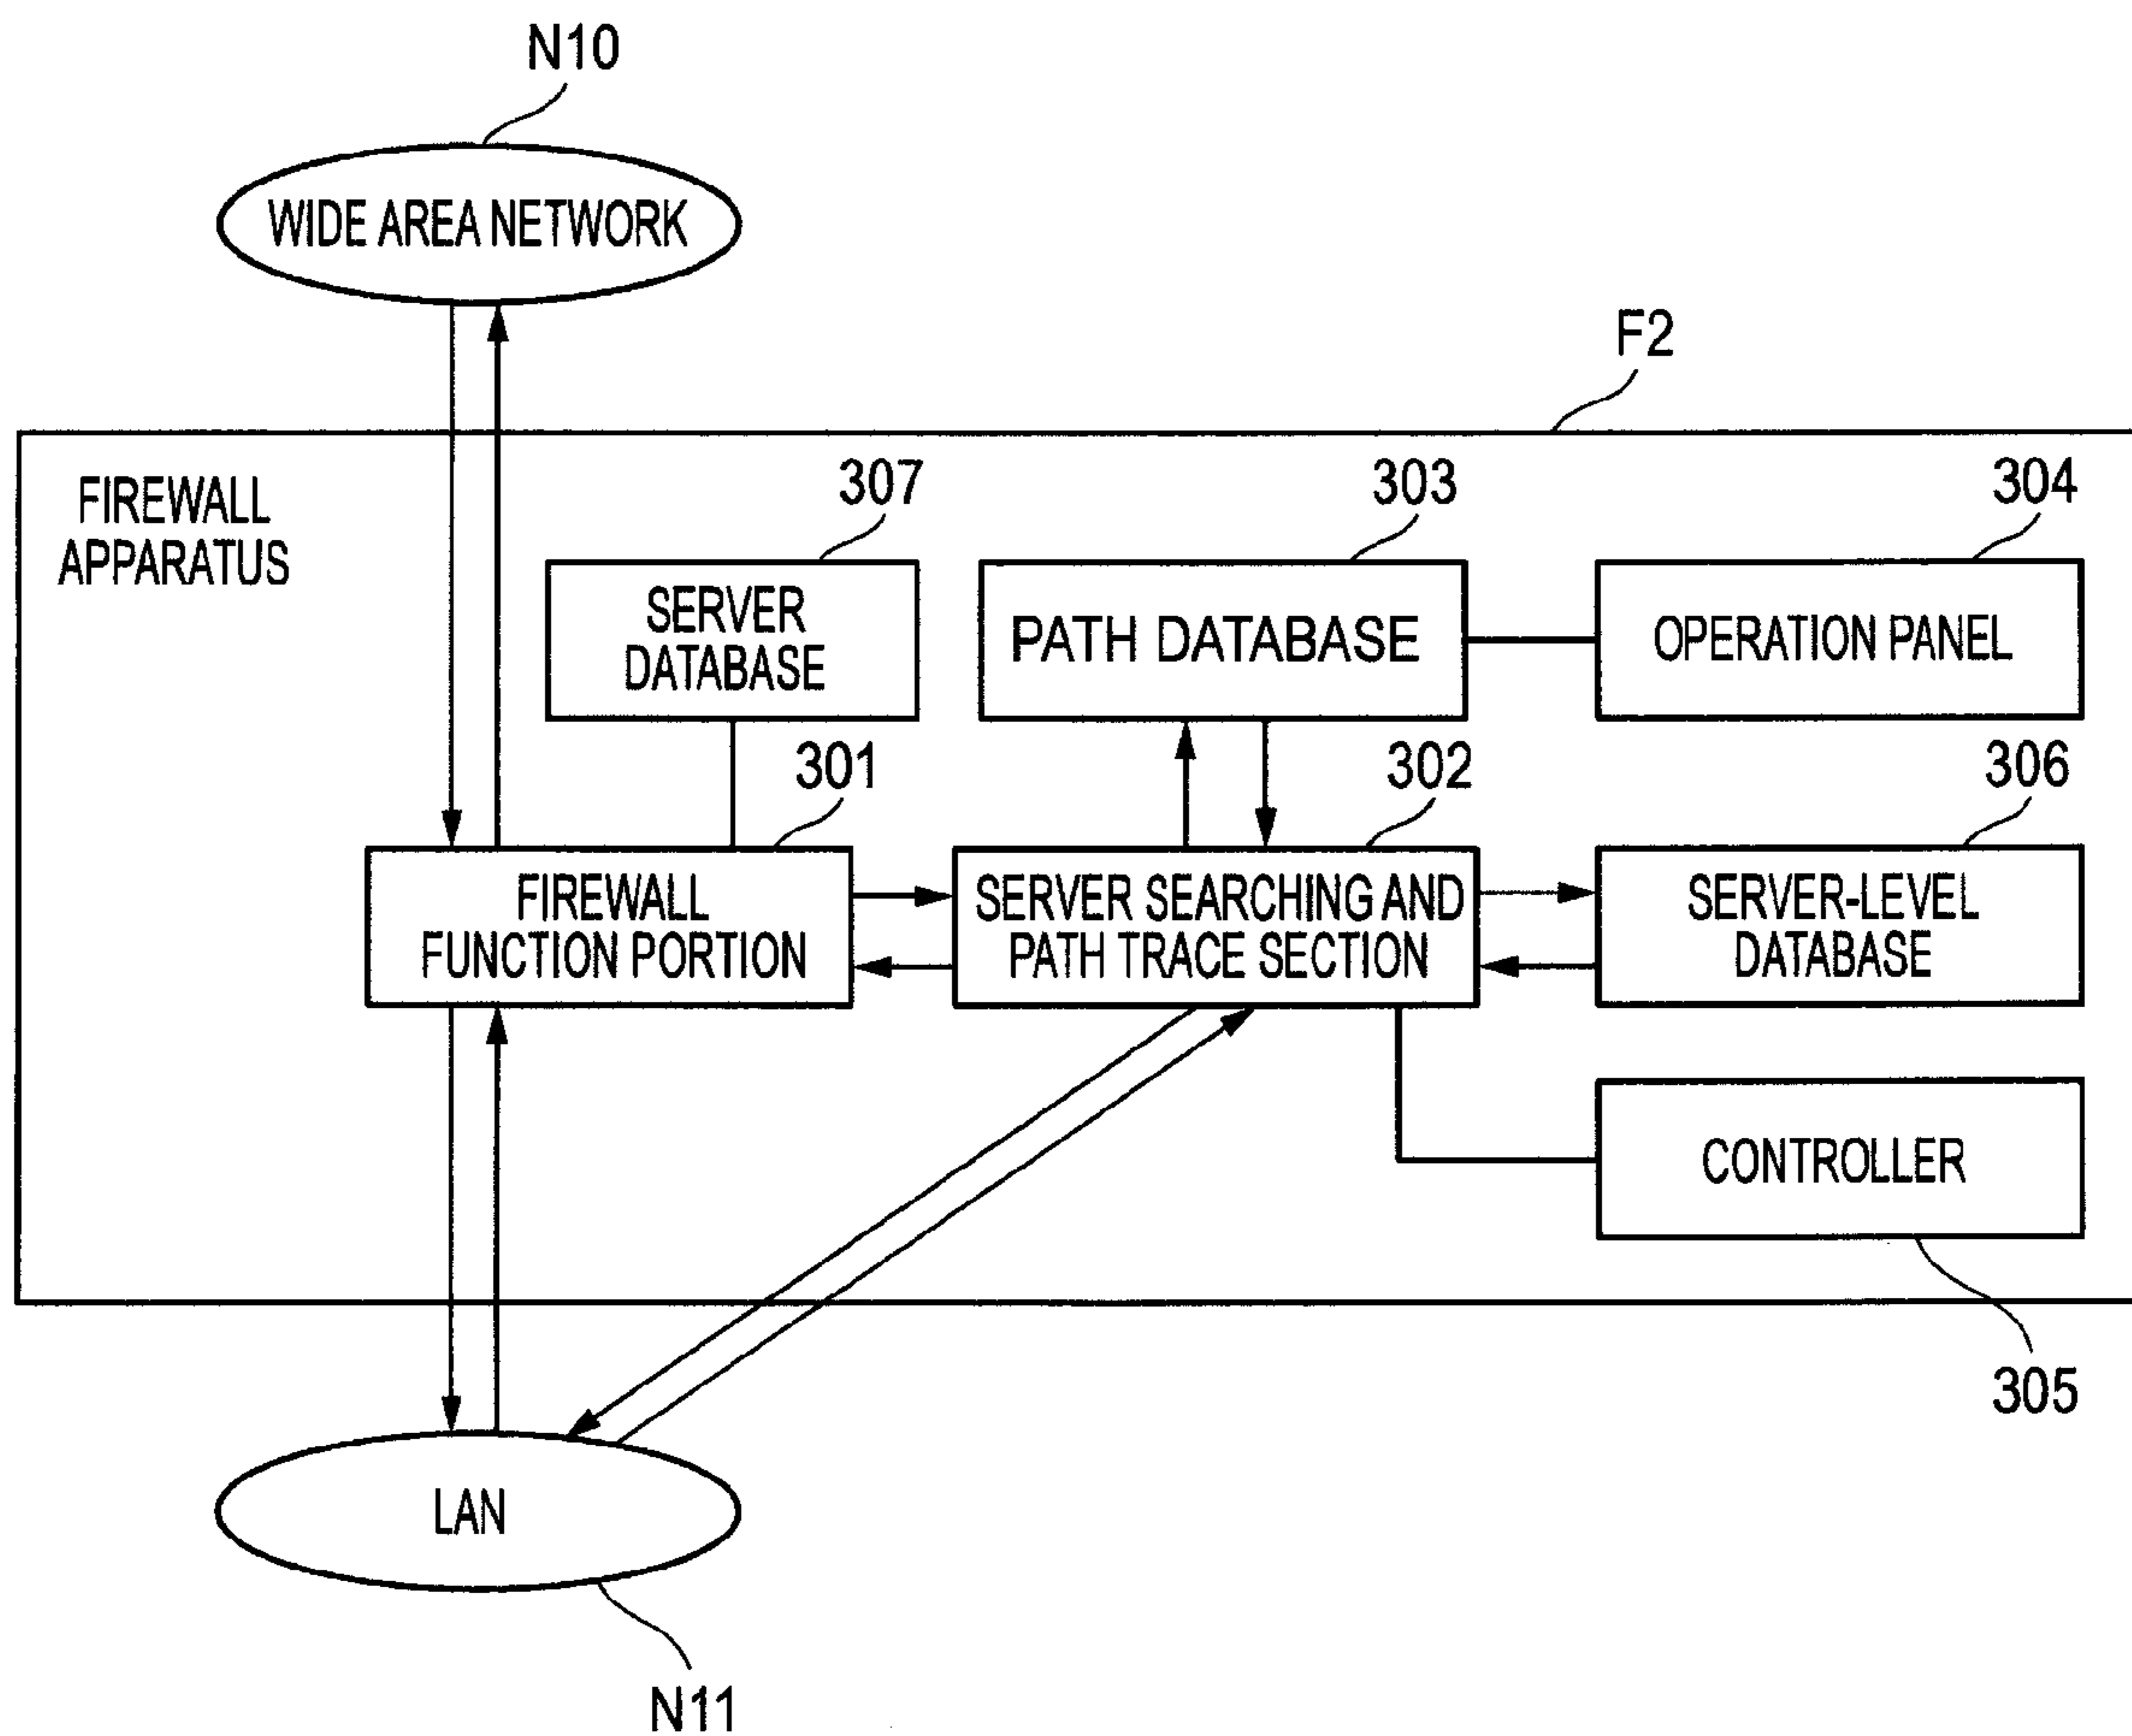 N10
WIDE AREA NETWORK
F2
FIREWALL
APPARATUS
307
303
304
SERVER
DATABASE
PATH DATABASE
OPERATION PANEL
301
302
306
FIREWALL
FUNCTION PORTION
SERVER SEARCHING AND
PATH TRACE SECTION
SERVER-LEVEL
DATABASE
CONTROLLER
305
LAN
N11